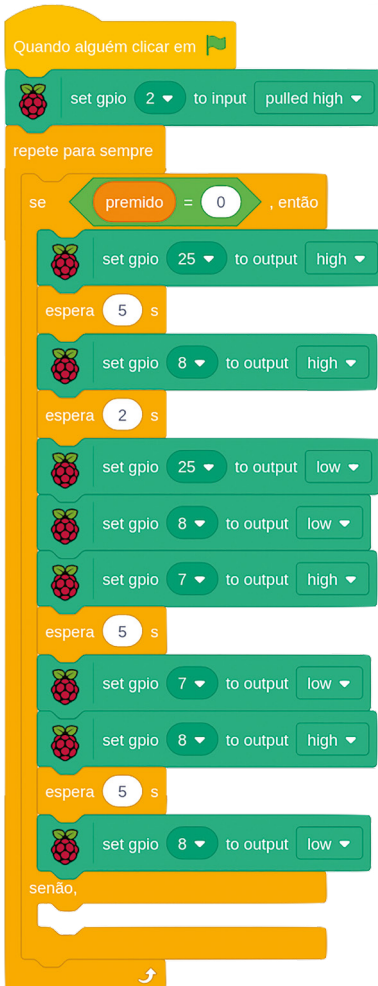 Quando alguém clicar em
set gpio 2 to input pulled high
repete para sempre
se premido = 0 , então
set gpio 25 to output high
espera 5 s
set gpio 8 to output high
espera 2 s
set gpio 25 to output low
set gpio 8 to output low
set gpio 7 to output high
espera 5 s
set gpio 7 to output low
set gpio 8 to output high
espera 5 s
set gpio 8 to output low
senão,